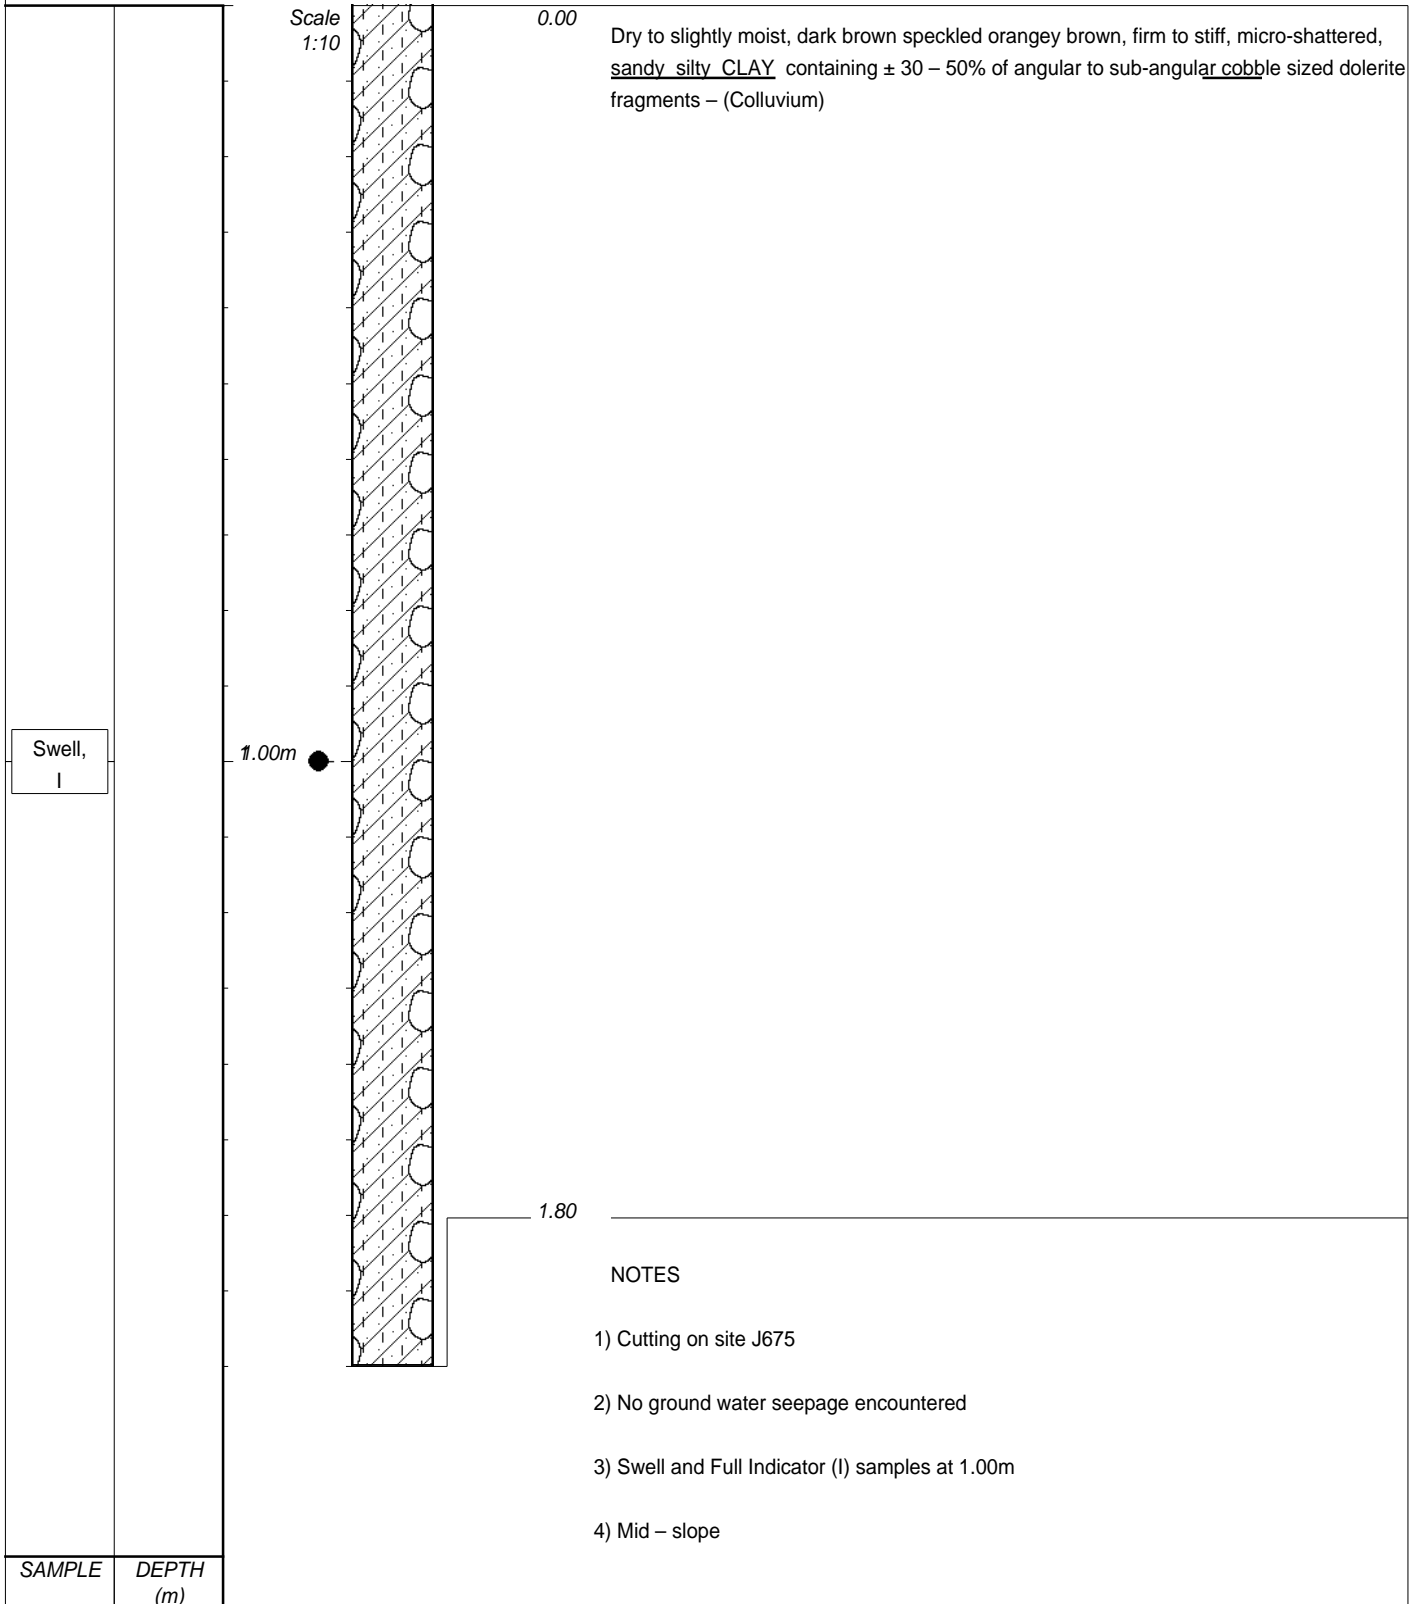 Scale
1:10
0.00
Dry to slightly moist, dark brown speckled orangey brown, firm to stiff, micro-shattered,
sandy silty CLAY containing ± 30 – 50% of angular to sub-angular cobble sized dolerite
fragments – (Colluvium)
Swell,
I
1.00m
1.80
NOTES
1) Cutting on site J675
2) No ground water seepage encountered
3) Swell and Full Indicator (I) samples at 1.00m
4) Mid – slope
SAMPLE
DEPTH
(m)